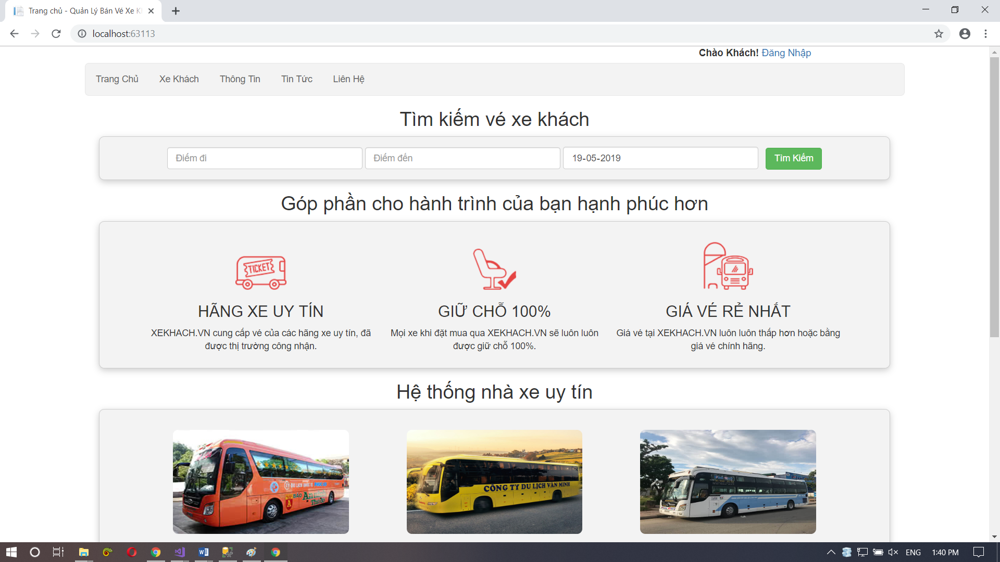 Trang chủ - Quản Lý Bán Vé Xe K
localhost:63113
Chào Khách! Đăng Nhập
Trang Chủ Xe Khách Thông Tin Tin Tức Liên Hệ
Tìm kiếm vé xe khách
Điểm đi Điểm đến 19-05-2019 Tìm Kiếm
Góp phần cho hành trình của bạn hạnh phúc hơn
TICKET
HÃNG XE UY TÍN
XEKHACH.VN cung cấp vé của các hãng xe uy tín, đã
được thị trường công nhận.
GIỮ CHỖ 100%
Mọi xe khi đặt mua qua XEKHACH.VN sẽ luôn luôn
được giữ chỗ 100%.
GIÁ VÉ RẺ NHẤT
Giá vé tại XEKHACH.VN luôn luôn thấp hơn hoặc bằng
giá vé chính hãng.
Hệ thống nhà xe uy tín
CÔNG TY DU LỊCH VĂN MINH
ENG 1:40 PM